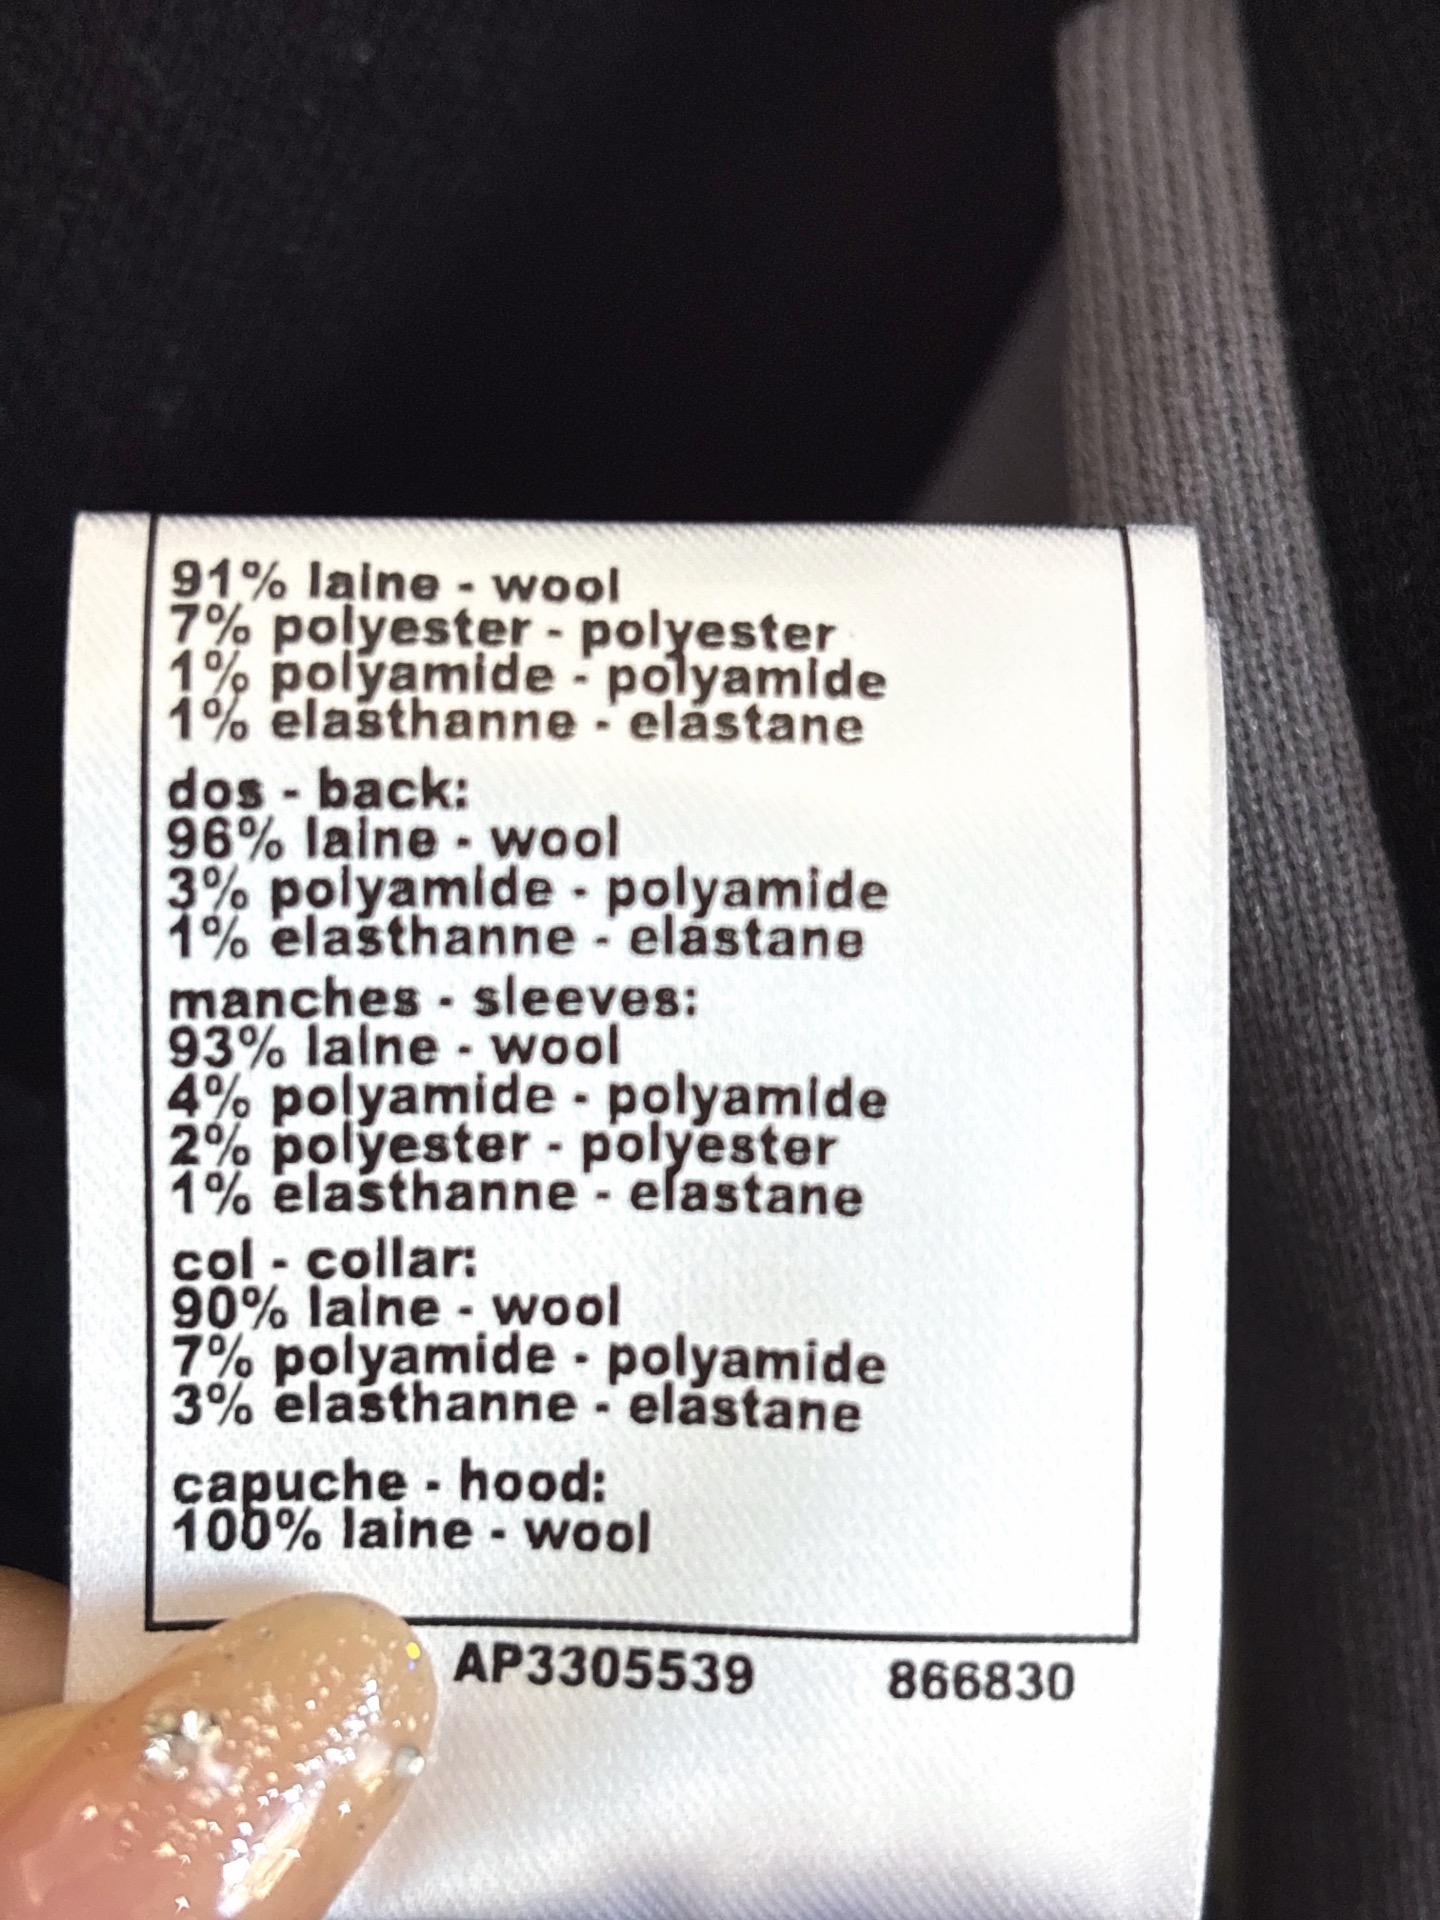 91% laine - wool
7% polyester - polyester
1% polyamide - polyamide
1% elasthanne - elastane
dos - back:
96% laine - wool
3% polyamide - polyamide
1% elasthanne - elastane
manches - sleeves:
93% laine - wool
4% polyamide - polyamide
2% polyester - polyester
1% elasthanne - elastane
col - collar:
90% laine - wool
7% polyamide - polyamide
3% elasthanne - elastane
capuche - hood:
100% laine - wool
AP3305539 866830